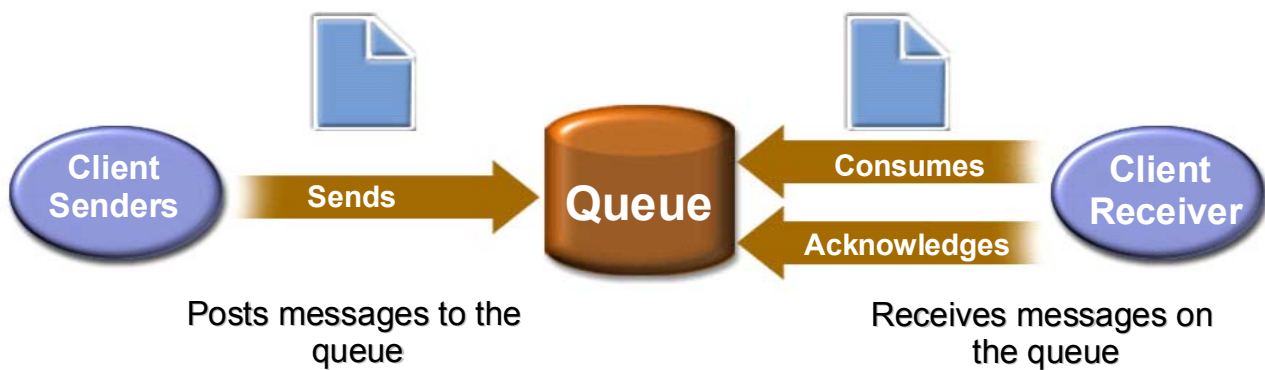 Client
Senders
Sends
Queue
Consumes
Acknowledges
Client
Receiver
Posts messages to the
queue
Receives messages on
the queue